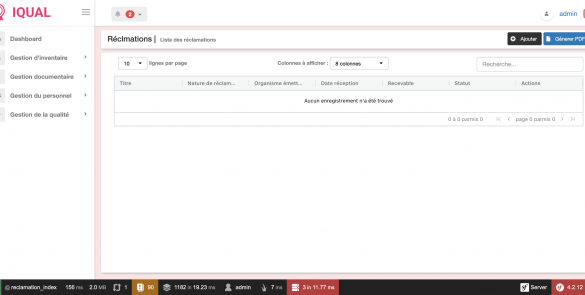 IQUAL
0
admin
Dashboard
Gestion d'inventaire
Gestion documentaire
Gestion du personnel
Gestion de la qualité
Réclmations | Liste des réclamations
Ajouter
Génerer PDF
10 lignes par page
Colonnes à afficher : 8 colonnes
Recherche...
Titre Nature de réclam... Organisme émett... Date réception Recevable Statut Actions
Aucun enregistrement n'a été trouvé
0 à 0 parmis 0 page 0 parmis 0
@ reclamation_index 156 ms 2.0 MB 1 90 1182 in 19.23 ms admin 7 ms 3 in 11.77 ms Server 4.2.12